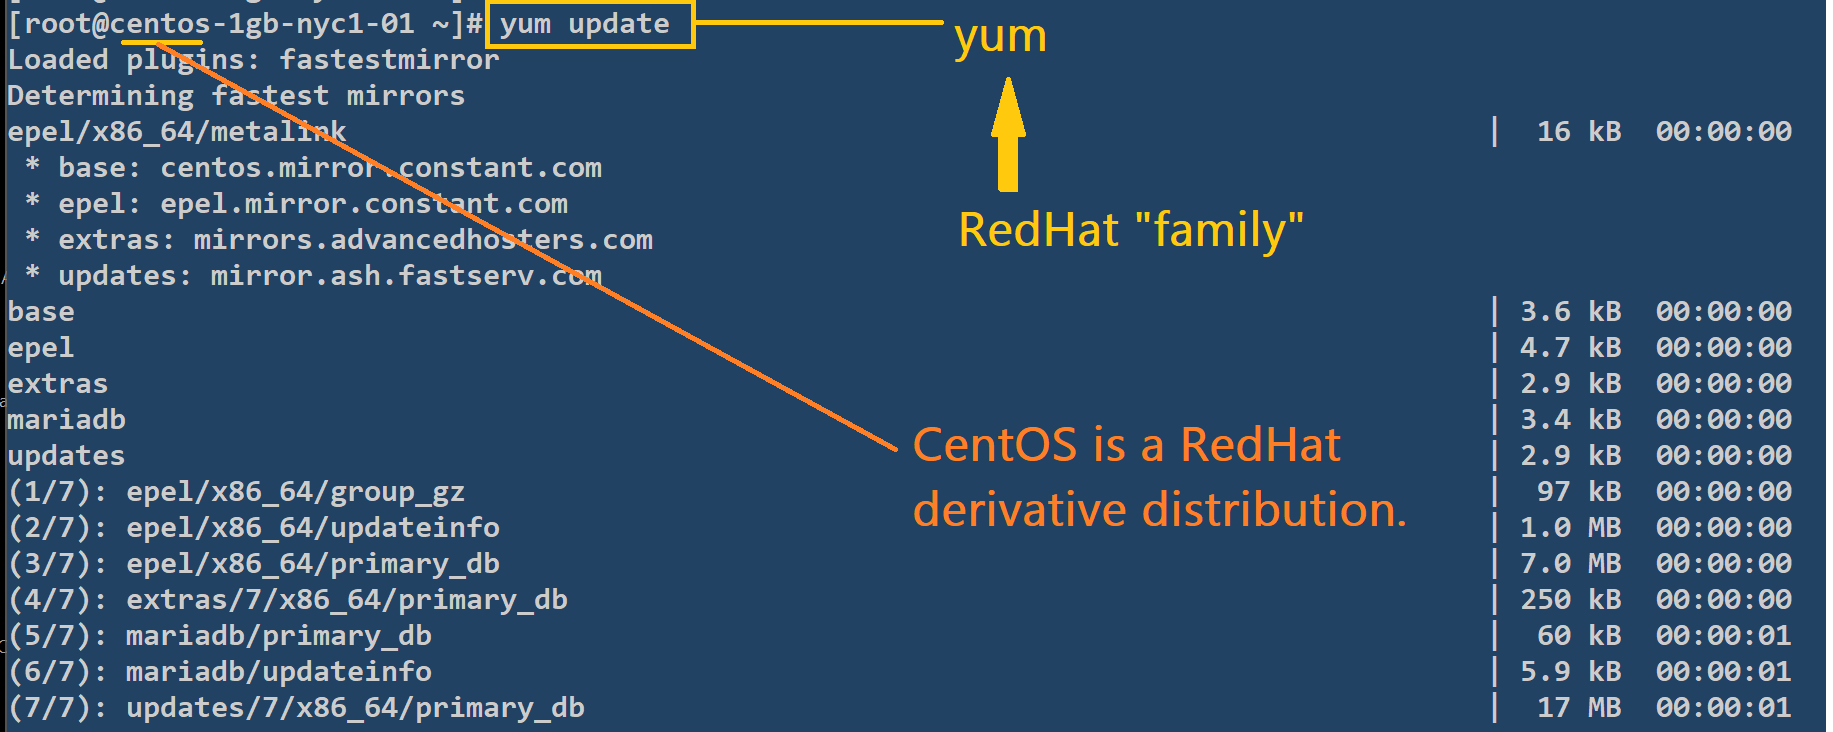 [root@centos-1gb-nyc1-01 ~]# yum update
yum
Loaded plugins: fastestmirror
Determining fastest mirrors
epel/x86_64/metalink | 16 kB 00:00:00
* base: centos.mirror.constant.com
* epel: epel.mirror.constant.com
RedHat "family"
* extras: mirrors.advancedhosters.com
* updates: mirror.ash.fastserv.com
base | 3.6 kB 00:00:00
epel | 4.7 kB 00:00:00
extras | 2.9 kB 00:00:00
mariadb | 3.4 kB 00:00:00
updates | 2.9 kB 00:00:00
CentOS is a RedHat
derivative distribution.
(1/7): epel/x86_64/group_gz | 97 kB 00:00:00
(2/7): epel/x86_64/updateinfo | 1.0 MB 00:00:00
(3/7): epel/x86_64/primary_db | 7.0 MB 00:00:00
(4/7): extras/7/x86_64/primary_db | 250 kB 00:00:00
(5/7): mariadb/primary_db | 60 kB 00:00:01
(6/7): mariadb/updateinfo | 5.9 kB 00:00:01
(7/7): updates/7/x86_64/primary_db | 17 MB 00:00:01